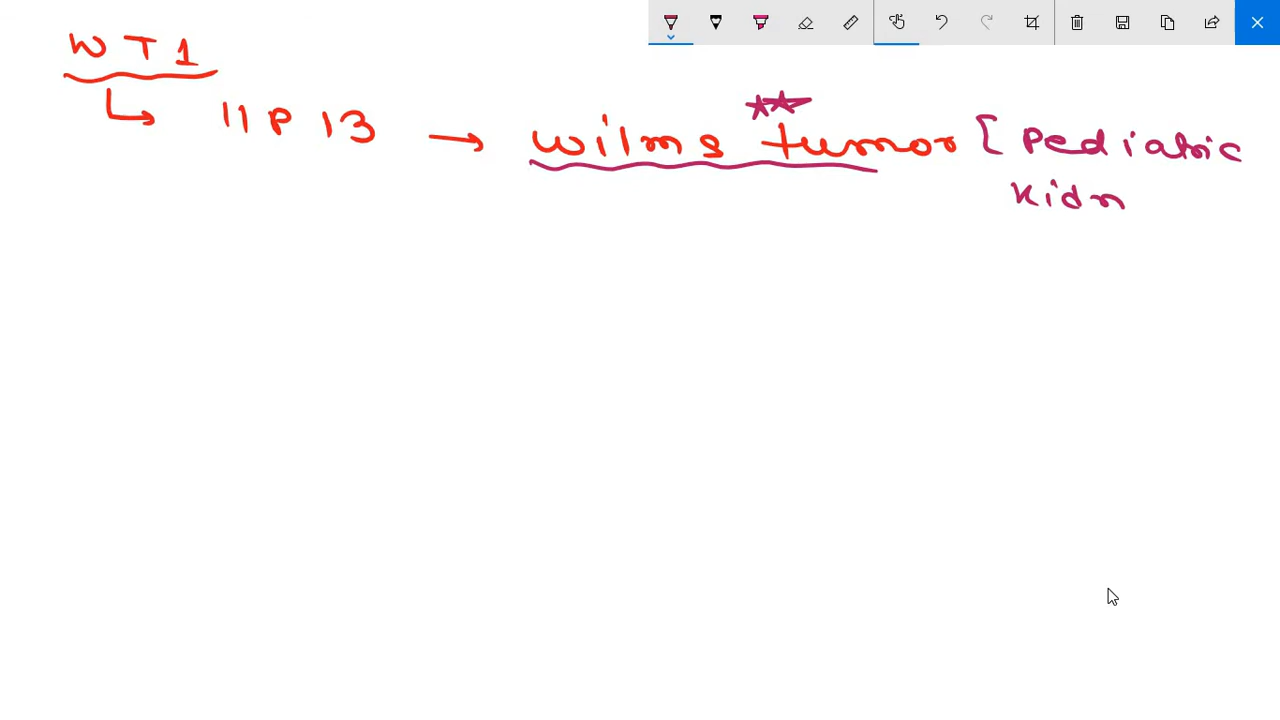 WT1
↳ 11P13 → wilms tumor [Pediatric
Kidn